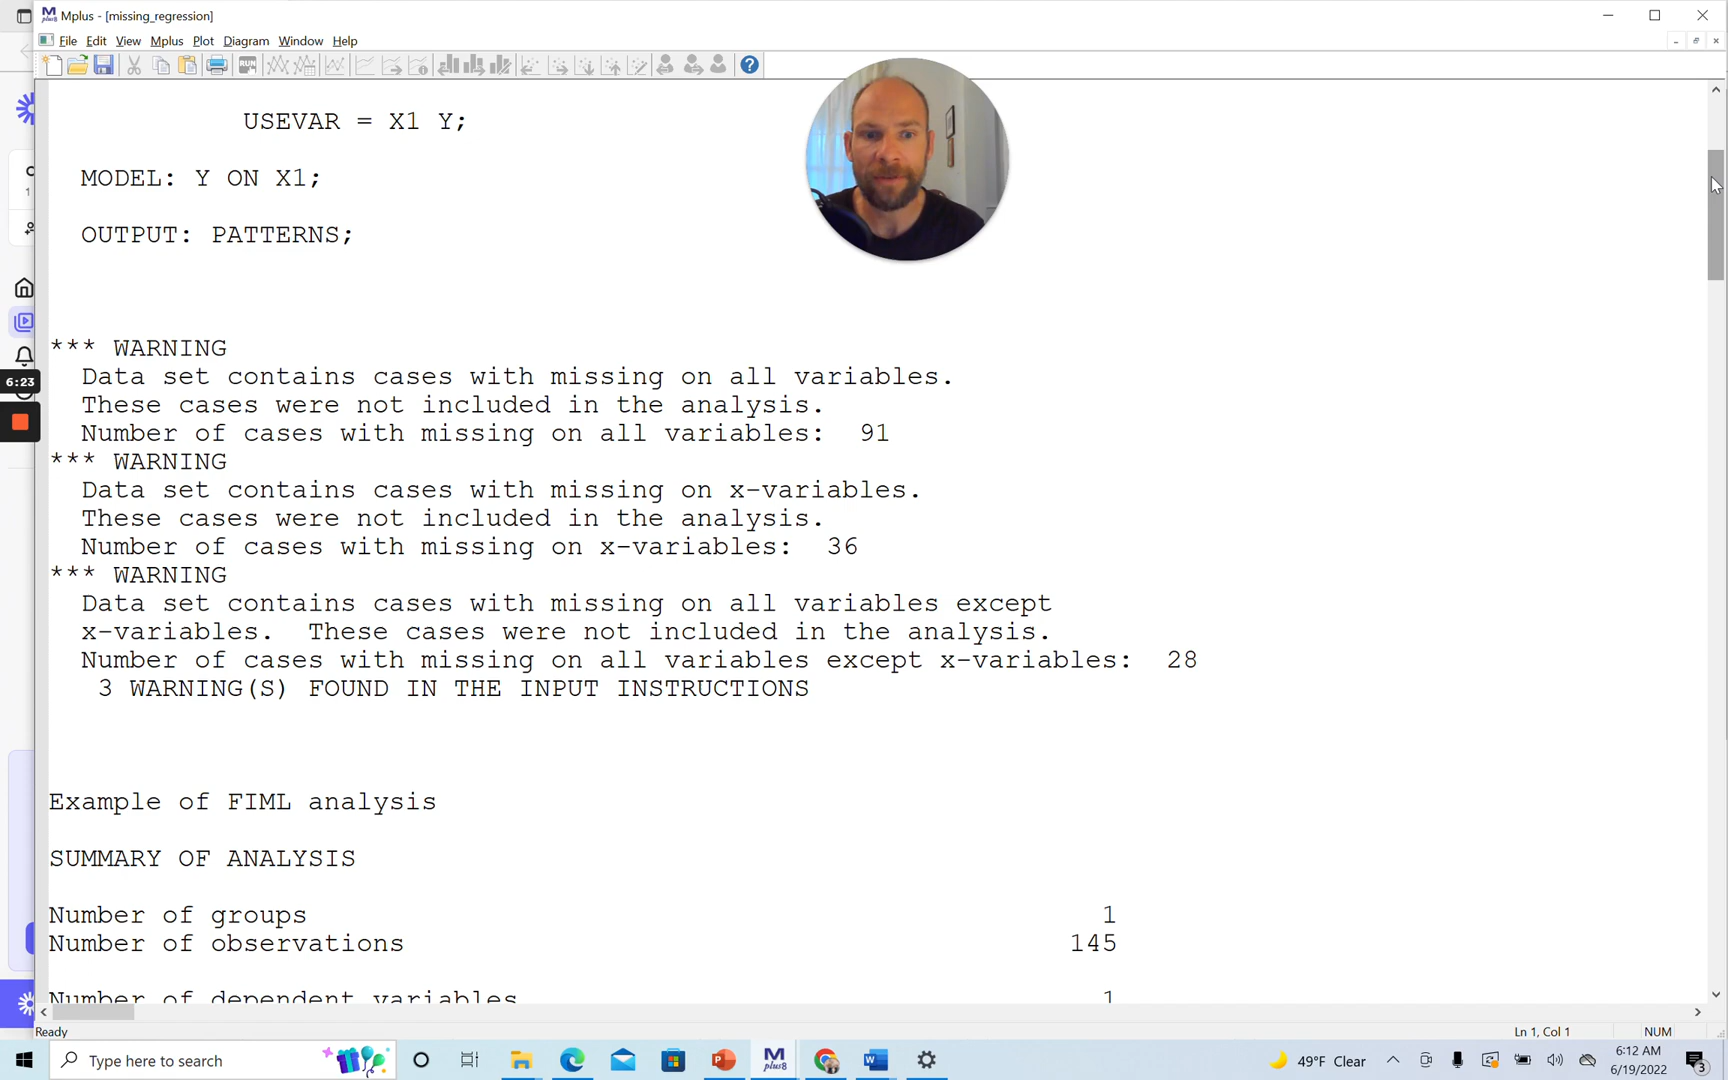 Mplus - [missing_regression]
File Edit View Mplus Plot Diagram Window Help
RUN
USEVAR = X1 Y;
MODEL: Y ON X1;
OUTPUT: PATTERNS;
*** WARNING
Data set contains cases with missing on all variables.
These cases were not included in the analysis.
Number of cases with missing on all variables: 91
*** WARNING
Data set contains cases with missing on x-variables.
These cases were not included in the analysis.
Number of cases with missing on x-variables: 36
*** WARNING
Data set contains cases with missing on all variables except
x-variables. These cases were not included in the analysis.
Number of cases with missing on all variables except x-variables: 28
3 WARNING(S) FOUND IN THE INPUT INSTRUCTIONS
Example of FIML analysis
SUMMARY OF ANALYSIS
Number of groups 1
Number of observations 145
Number of dependent variables 1
6:23
Ready
Ln 1, Col 1 NUM
Type here to search
49°F Clear
6:12 AM
6/19/2022
3